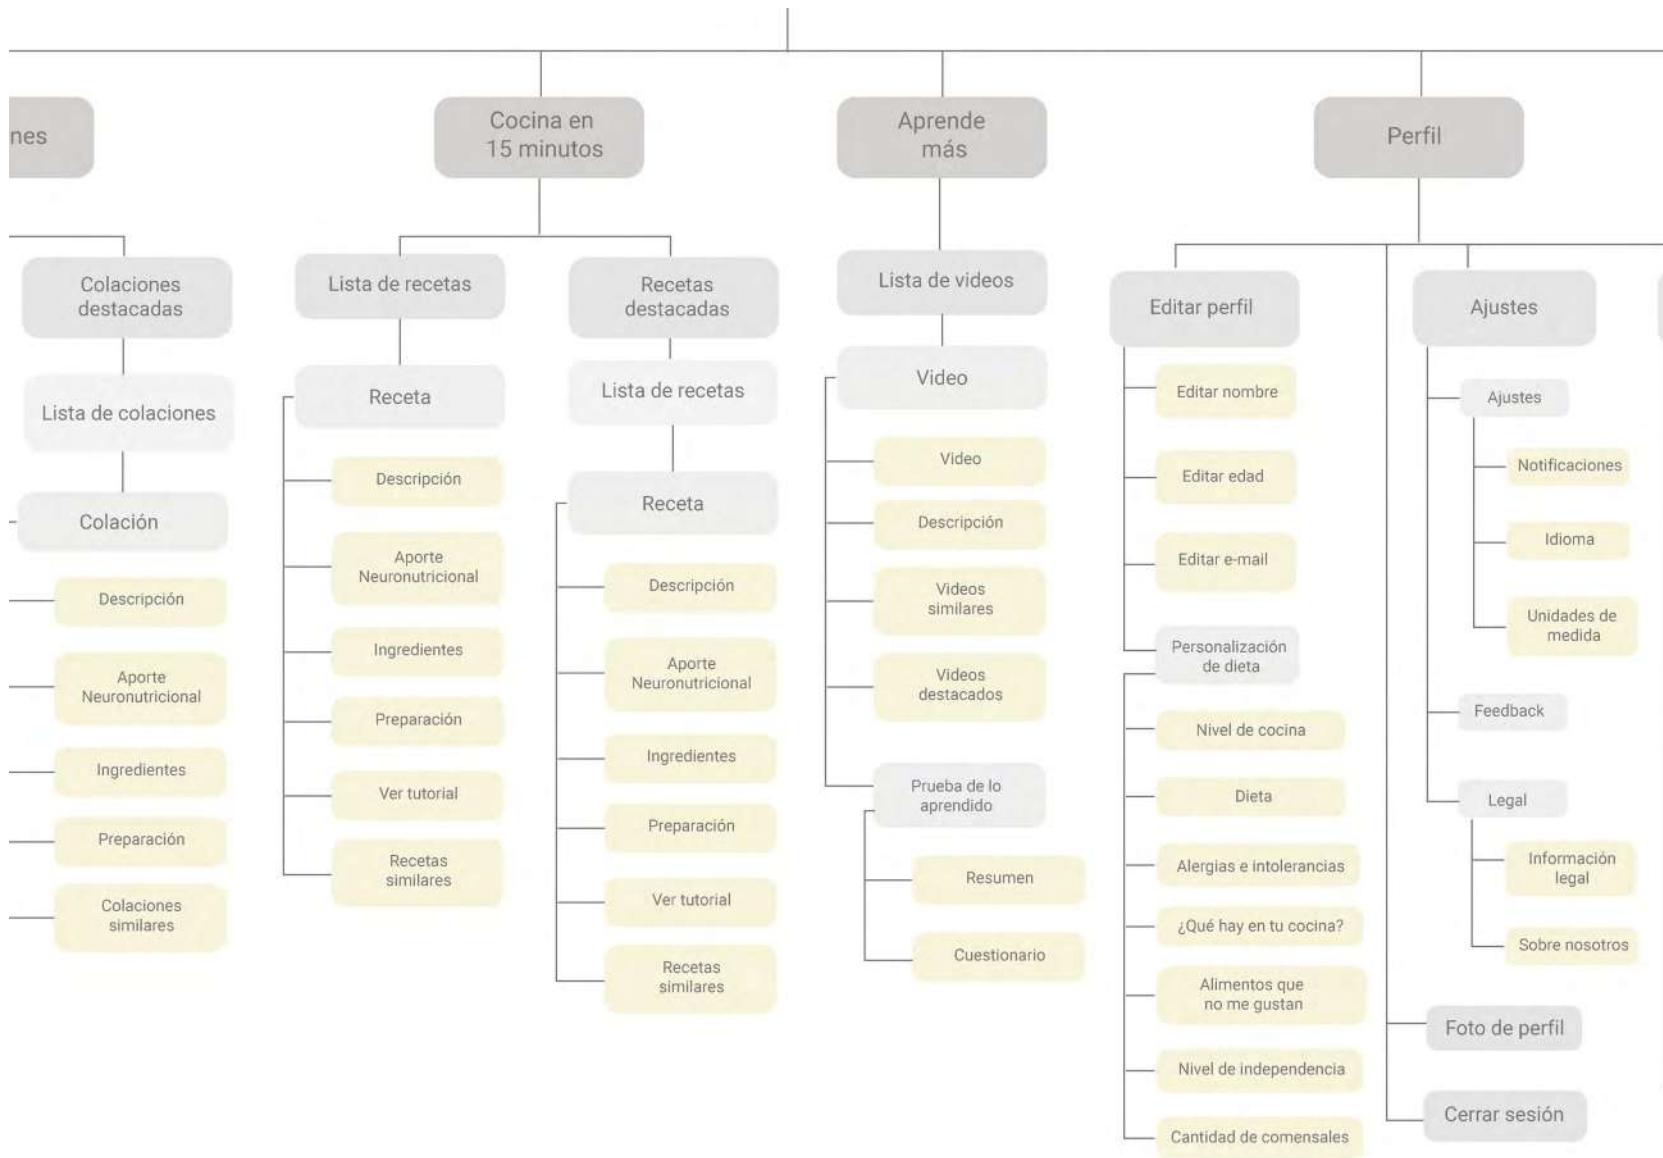 nes
Cocina en
15 minutos
Aprende
más
Perfil
Colaciones
destacadas
Lista de colaciones
Colación
Descripción
Aporte
Neuronutricional
Ingredientes
Preparación
Colaciones
similares
Lista de recetas
Receta
Descripción
Aporte
Neuronutricional
Ingredientes
Preparación
Ver tutorial
Recetas
similares
Recetas
destacadas
Lista de recetas
Receta
Descripción
Aporte
Neuronutricional
Ingredientes
Preparación
Ver tutorial
Recetas
similares
Lista de videos
Video
Video
Descripción
Videos
similares
Videos
destacados
Prueba de lo
aprendido
Resumen
Cuestionario
Editar perfil
Editar nombre
Editar edad
Editar e-mail
Personalización
de dieta
Nivel de cocina
Dieta
Alergias e intolerancias
¿Qué hay en tu cocina?
Alimentos que
no me gustan
Nivel de independencia
Cantidad de comensales
Ajustes
Ajustes
Notificaciones
Idioma
Unidades de
medida
Feedback
Legal
Información
legal
Sobre nosotros
Foto de perfil
Cerrar sesión